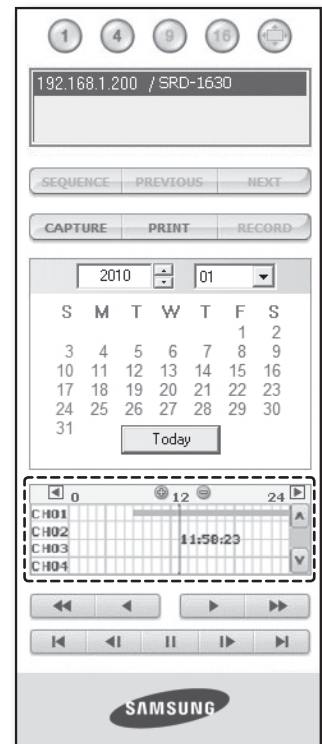 1 4 9 16
192.168.1.200 / SRD-1630
SEQUENCE PREVIOUS NEXT
CAPTURE PRINT RECORD
2010 01
S M T W T F S
1 2
3 4 5 6 7 8 9
10 11 12 13 14 15 16
17 18 19 20 21 22 23
24 25 26 27 28 29 30
31
Today
0 12 24
CH01
CH02
11:58:23
CH03
CH04
SAMSUNG